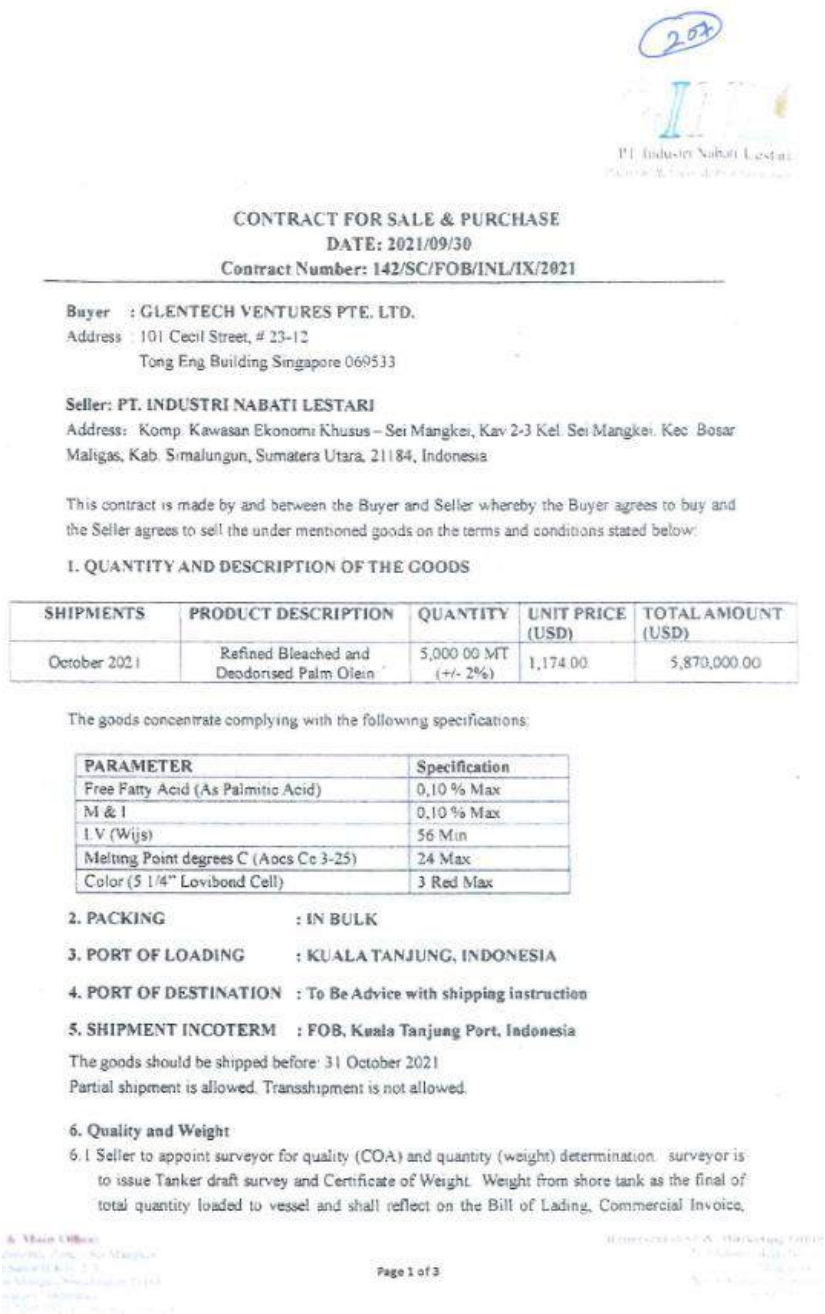 207
PT Industri Nabati Lestari
CONTRACT FOR SALE & PURCHASE
DATE: 2021/09/30
Contract Number: 142/SC/FOB/INL/IX/2021
Buyer : GLENTECH VENTURES PTE. LTD.
Address : 101 Cecil Street, # 23-12
Tong Eng Building Singapore 069533
Seller: PT. INDUSTRI NABATI LESTARI
Address: Komp. Kawasan Ekonomi Khusus – Sei Mangkei, Kav 2-3 Kel. Sei Mangkei. Kec. Bosar
Maligas, Kab. Simalungun, Sumatera Utara, 21184, Indonesia
This contract is made by and between the Buyer and Seller whereby the Buyer agrees to buy and
the Seller agrees to sell the under mentioned goods on the terms and conditions stated below:
1. QUANTITY AND DESCRIPTION OF THE GOODS
SHIPMENTS PRODUCT DESCRIPTION QUANTITY UNIT PRICE (USD) TOTAL AMOUNT (USD)
October 2021 Refined Bleached and Deodorised Palm Olein 5,000.00 MT (+/- 2%) 1,174.00 5,870,000.00
The goods concentrate complying with the following specifications:
PARAMETER Specification
Free Fatty Acid (As Palmitic Acid) 0,10 % Max
M & I 0,10 % Max
I.V (Wijs) 56 Min
Melting Point degrees C (Aocs Cc 3-25) 24 Max
Color (5 1/4" Lovibond Cell) 3 Red Max
2. PACKING : IN BULK
3. PORT OF LOADING : KUALA TANJUNG, INDONESIA
4. PORT OF DESTINATION : To Be Advice with shipping instruction
5. SHIPMENT INCOTERM : FOB, Kuala Tanjung Port, Indonesia
The goods should be shipped before: 31 October 2021
Partial shipment is allowed. Transshipment is not allowed.
6. Quality and Weight
6.1 Seller to appoint surveyor for quality (COA) and quantity (weight) determination. surveyor is
to issue Tanker draft survey and Certificate of Weight. Weight from shore tank as the final of
total quantity loaded to vessel and shall reflect on the Bill of Lading, Commercial Invoice,
& Main Office:
Page 1 of 3